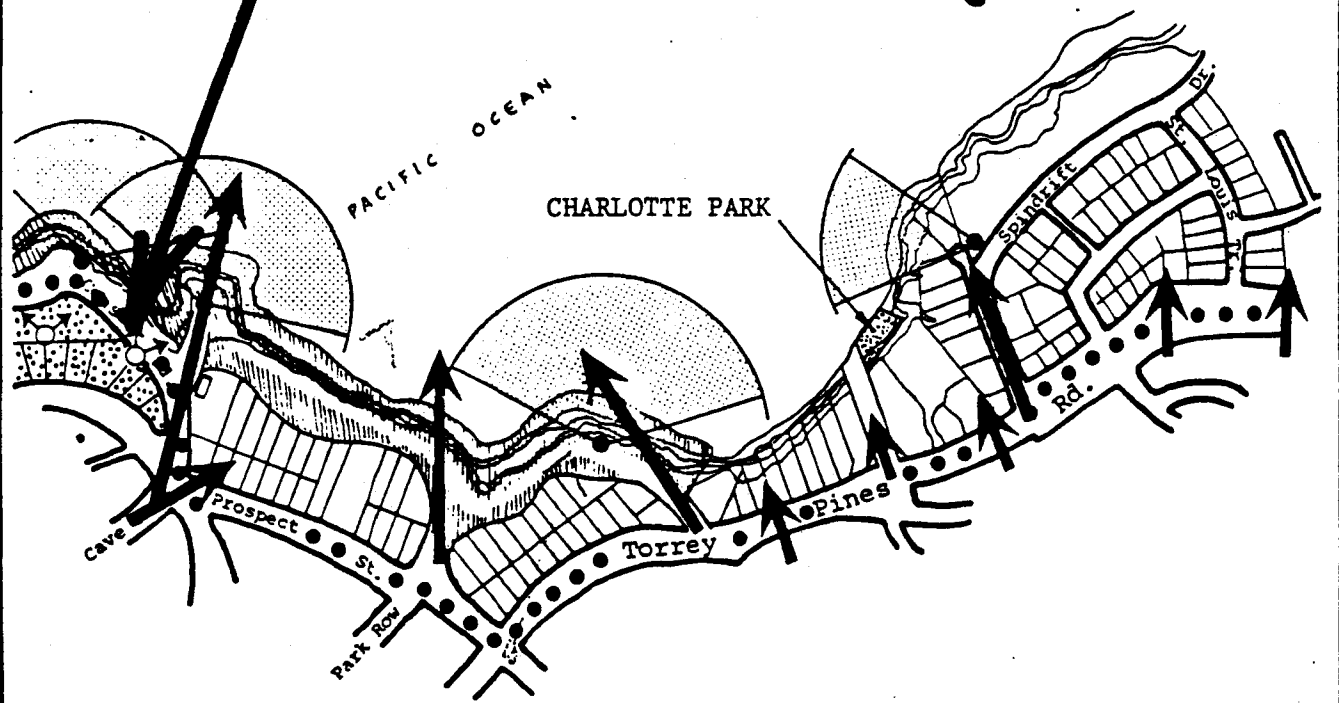 PACIFIC OCEAN
CHARLOTTE PARK
Spindrift Dr.
St. Louis Tr.
Cave
Prospect St.
Park Row
Torrey Pines Rd.